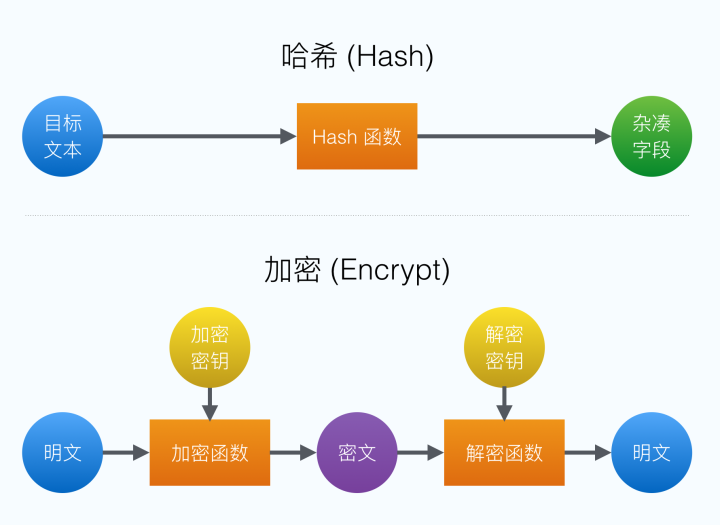 哈希 (Hash)
目标
文本
Hash 函数
杂凑
字段
加密 (Encrypt)
加密
密钥
解密
密钥
明文
加密函数
密文
解密函数
明文